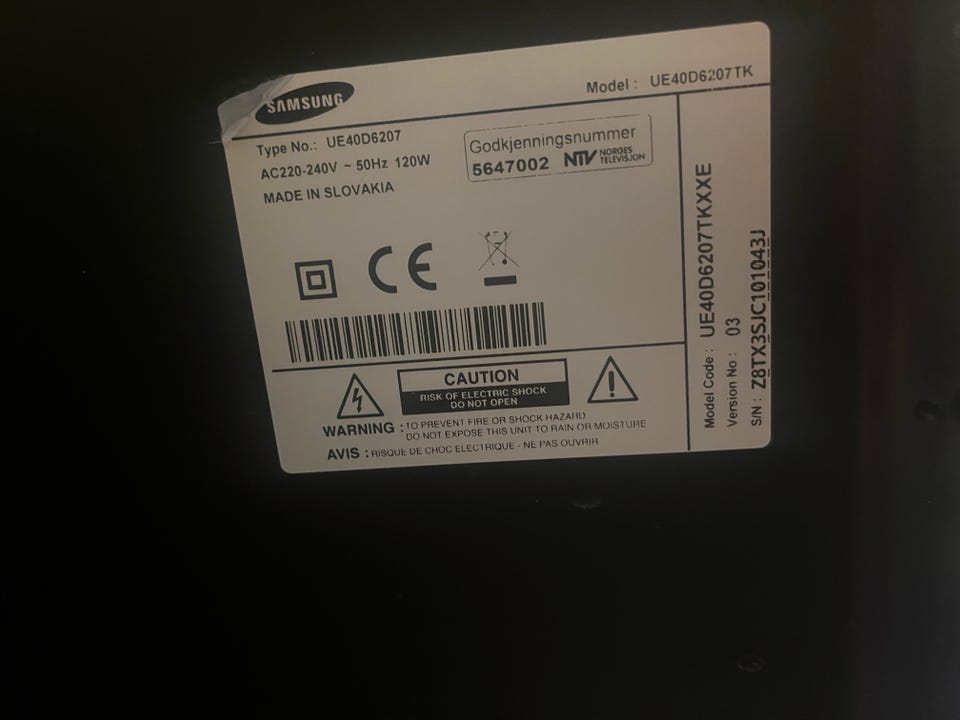 SAMSUNG
Model : UE40D6207TK
Type No.: UE40D6207
AC220-240V ~ 50Hz 120W
MADE IN SLOVAKIA
Godkjenningsnummer
5647002 NTV NORGES TELEVISJON
CE
CAUTION
RISK OF ELECTRIC SHOCK
DO NOT OPEN
WARNING : TO PREVENT FIRE OR SHOCK HAZARD
DO NOT EXPOSE THIS UNIT TO RAIN OR MOISTURE
AVIS : RISQUE DE CHOC ELECTRIQUE - NE PAS OUVRIR
Model Code : UE40D6207TKXXE
Version No : 03
S/N : Z8TX3SJC101043J